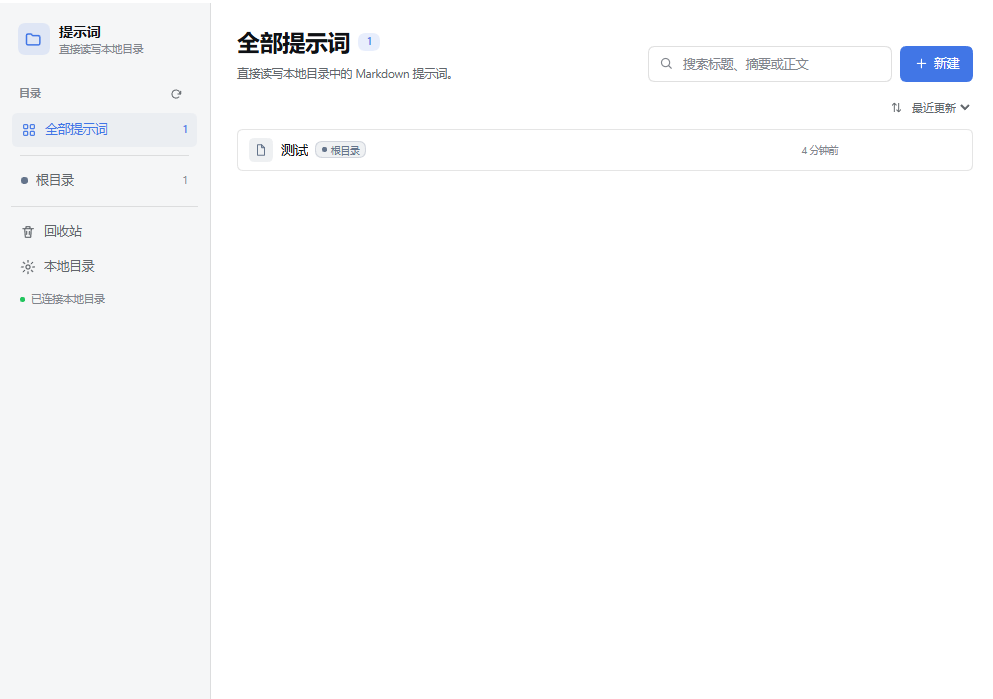 提示词
直接读写本地目录
目录
全部提示词 1
根目录 1
回收站
本地目录
已连接本地目录
全部提示词 1
直接读写本地目录中的 Markdown 提示词。
搜索标题、摘要或正文
+ 新建
最近更新
测试 根目录 4 分钟前